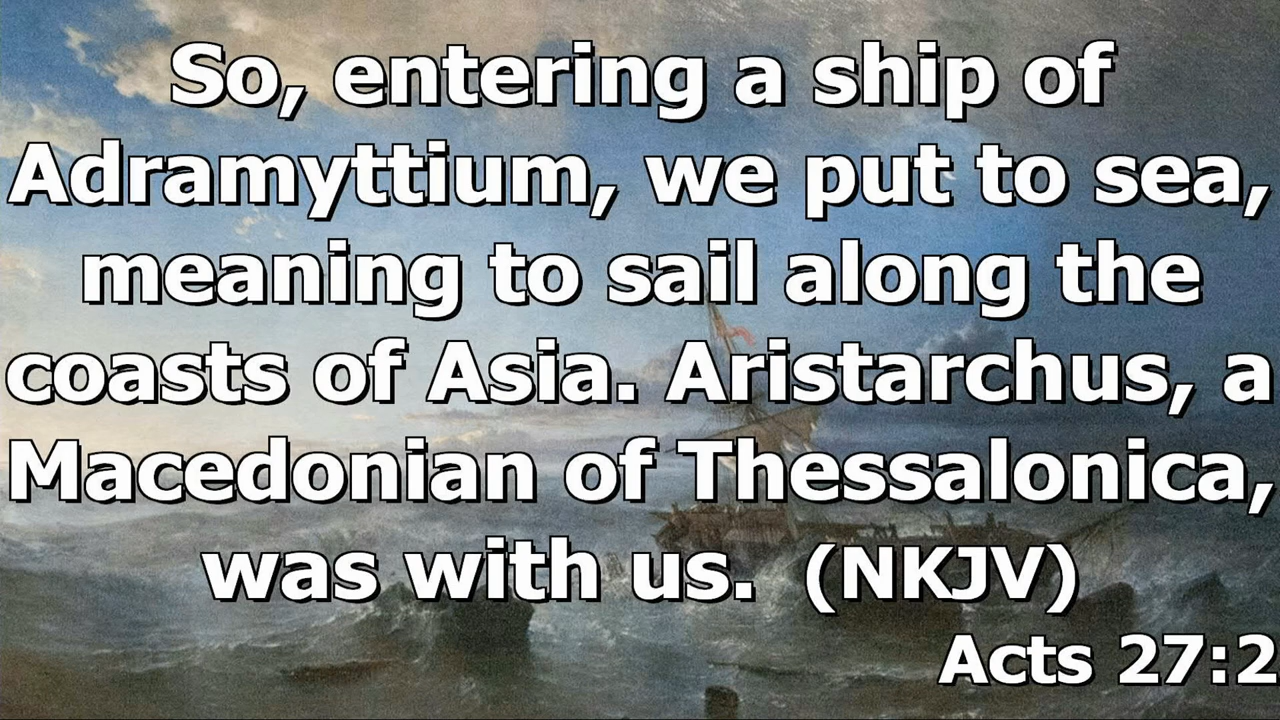 So, entering a ship of
Adramyttium, we put to sea,
meaning to sail along the
coasts of Asia. Aristarchus, a
Macedonian of Thessalonica,
was with us.  (NKJV)
Acts 27:2